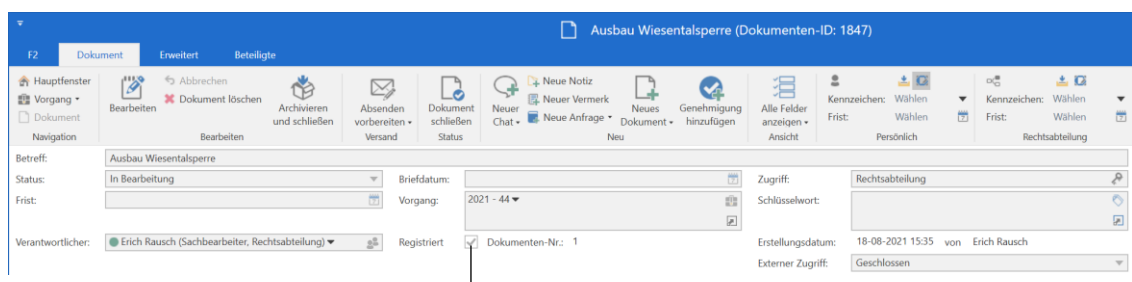 Ausbau Wiesentalsperre (Dokumenten-ID: 1847)
F2 Dokument Erweitert Beteiligte
Hauptfenster
Vorgang
Dokument
Navigation
Bearbeiten
Abbrechen
Dokument löschen
Archivieren
und schließen
Bearbeiten
Absenden
vorbereiten
Versand
Dokument
schließen
Status
Neuer
Chat
Neue Notiz
Neuer Vermerk
Neue Anfrage
Neues
Dokument
Genehmigung
hinzufügen
Neu
Alle Felder
anzeigen
Ansicht
Kennzeichen: Wählen
Frist: Wählen
Persönlich
Kennzeichen: Wählen
Frist: Wählen
Rechtsabteilung
Betreff: Ausbau Wiesentalsperre
Status: In Bearbeitung Briefdatum: Zugriff: Rechtsabteilung
Frist: Vorgang: 2021 - 44 Schlüsselwort:
Verantwortlicher: Erich Rausch (Sachbearbeiter, Rechtsabteilung) Registriert Dokumenten-Nr.: 1 Erstellungsdatum: 18-08-2021 15:35 von Erich Rausch
Externer Zugriff: Geschlossen